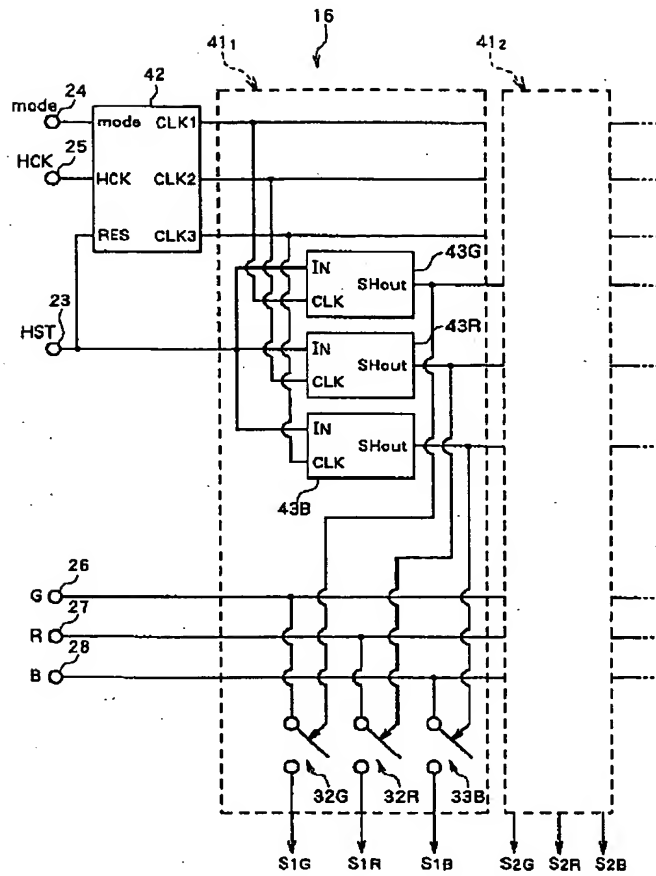 16
41₁
41₂
42
mode 24
mode CLK1
HCK 25
HCK CLK2
RES CLK3
43G
IN
SHout
CLK
23
HST
43R
IN
SHout
CLK
IN
SHout
CLK
43B
26
G
27
R
28
B
32G 32R 33B
S1G S1R S1B S2G S2R S2B